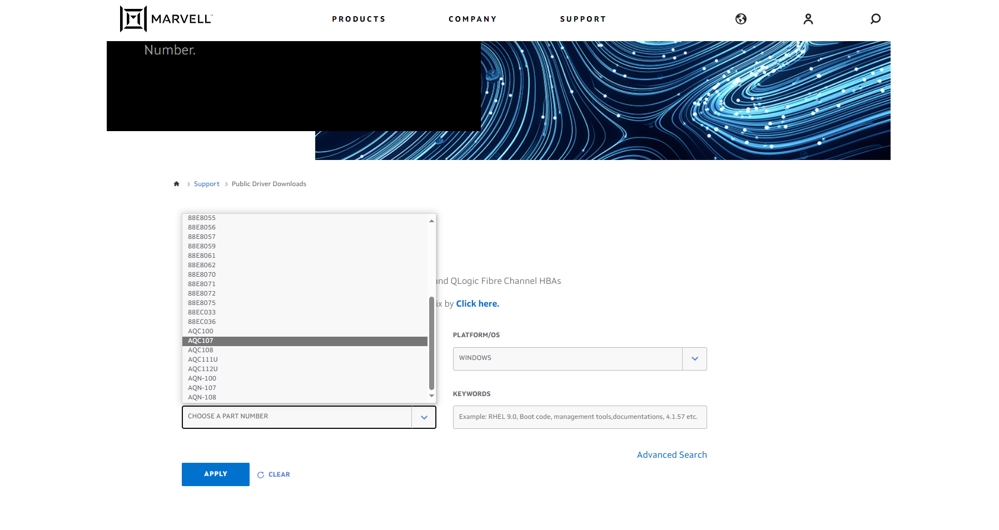 MARVELL™
PRODUCTS
COMPANY
SUPPORT
Number.
Support
Public Driver Downloads
88E8055
88E8056
88E8057
88E8059
88E8061
88E8062
88E8070
88E8071
88E8072
88E8075
88EC033
88EC036
AQC100
AQC107
AQC108
AQC111U
AQC112U
AQN-100
AQN-107
AQN-108
and QLogic Fibre Channel HBAs
ix by Click here.
PLATFORM/OS
WINDOWS
KEYWORDS
CHOOSE A PART NUMBER
Example: RHEL 9.0, Boot code, management tools,documentations, 4.1.57 etc.
Advanced Search
APPLY
CLEAR